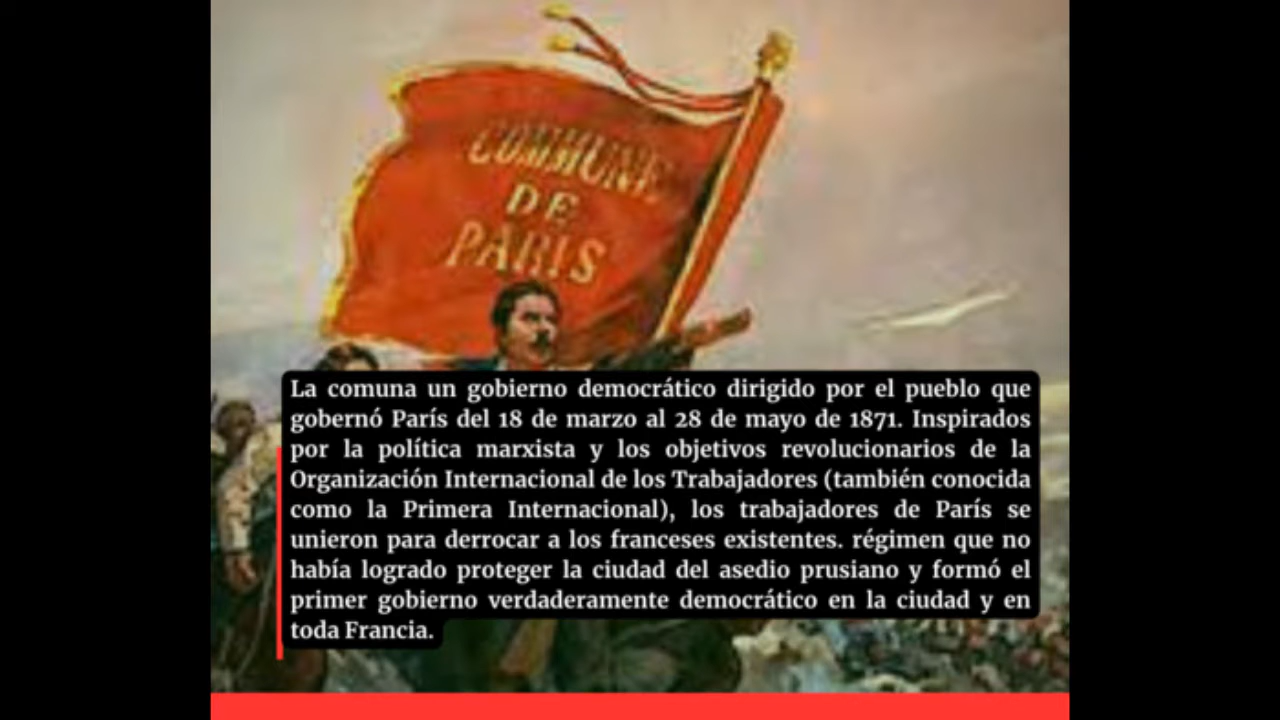 COMMUNE
DE
PARIS
La comuna un gobierno democrático dirigido por el pueblo que
gobernó París del 18 de marzo al 28 de mayo de 1871. Inspirados
por la política marxista y los objetivos revolucionarios de la
Organización Internacional de los Trabajadores (también conocida
como la Primera Internacional), los trabajadores de París se
unieron para derrocar a los franceses existentes. régimen que no
había logrado proteger la ciudad del asedio prusiano y formó el
primer gobierno verdaderamente democrático en la ciudad y en
toda Francia.